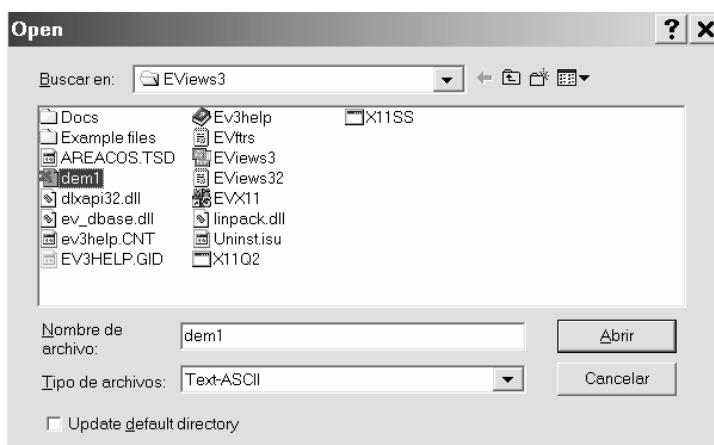 Open
Buscar en: EViews3
Docs
Example files
AREACOS.TSD
dem1
dlxapi32.dll
ev_dbase.dll
ev3help.CNT
EV3HELP.GID
Ev3help
EVftrs
EViews3
EViews32
EVX11
linpack.dll
Uninst.isu
X11Q2
X11SS
Nombre de
archivo:
dem1
Abrir
Tipo de archivos: Text-ASCII
Cancelar
Update default directory